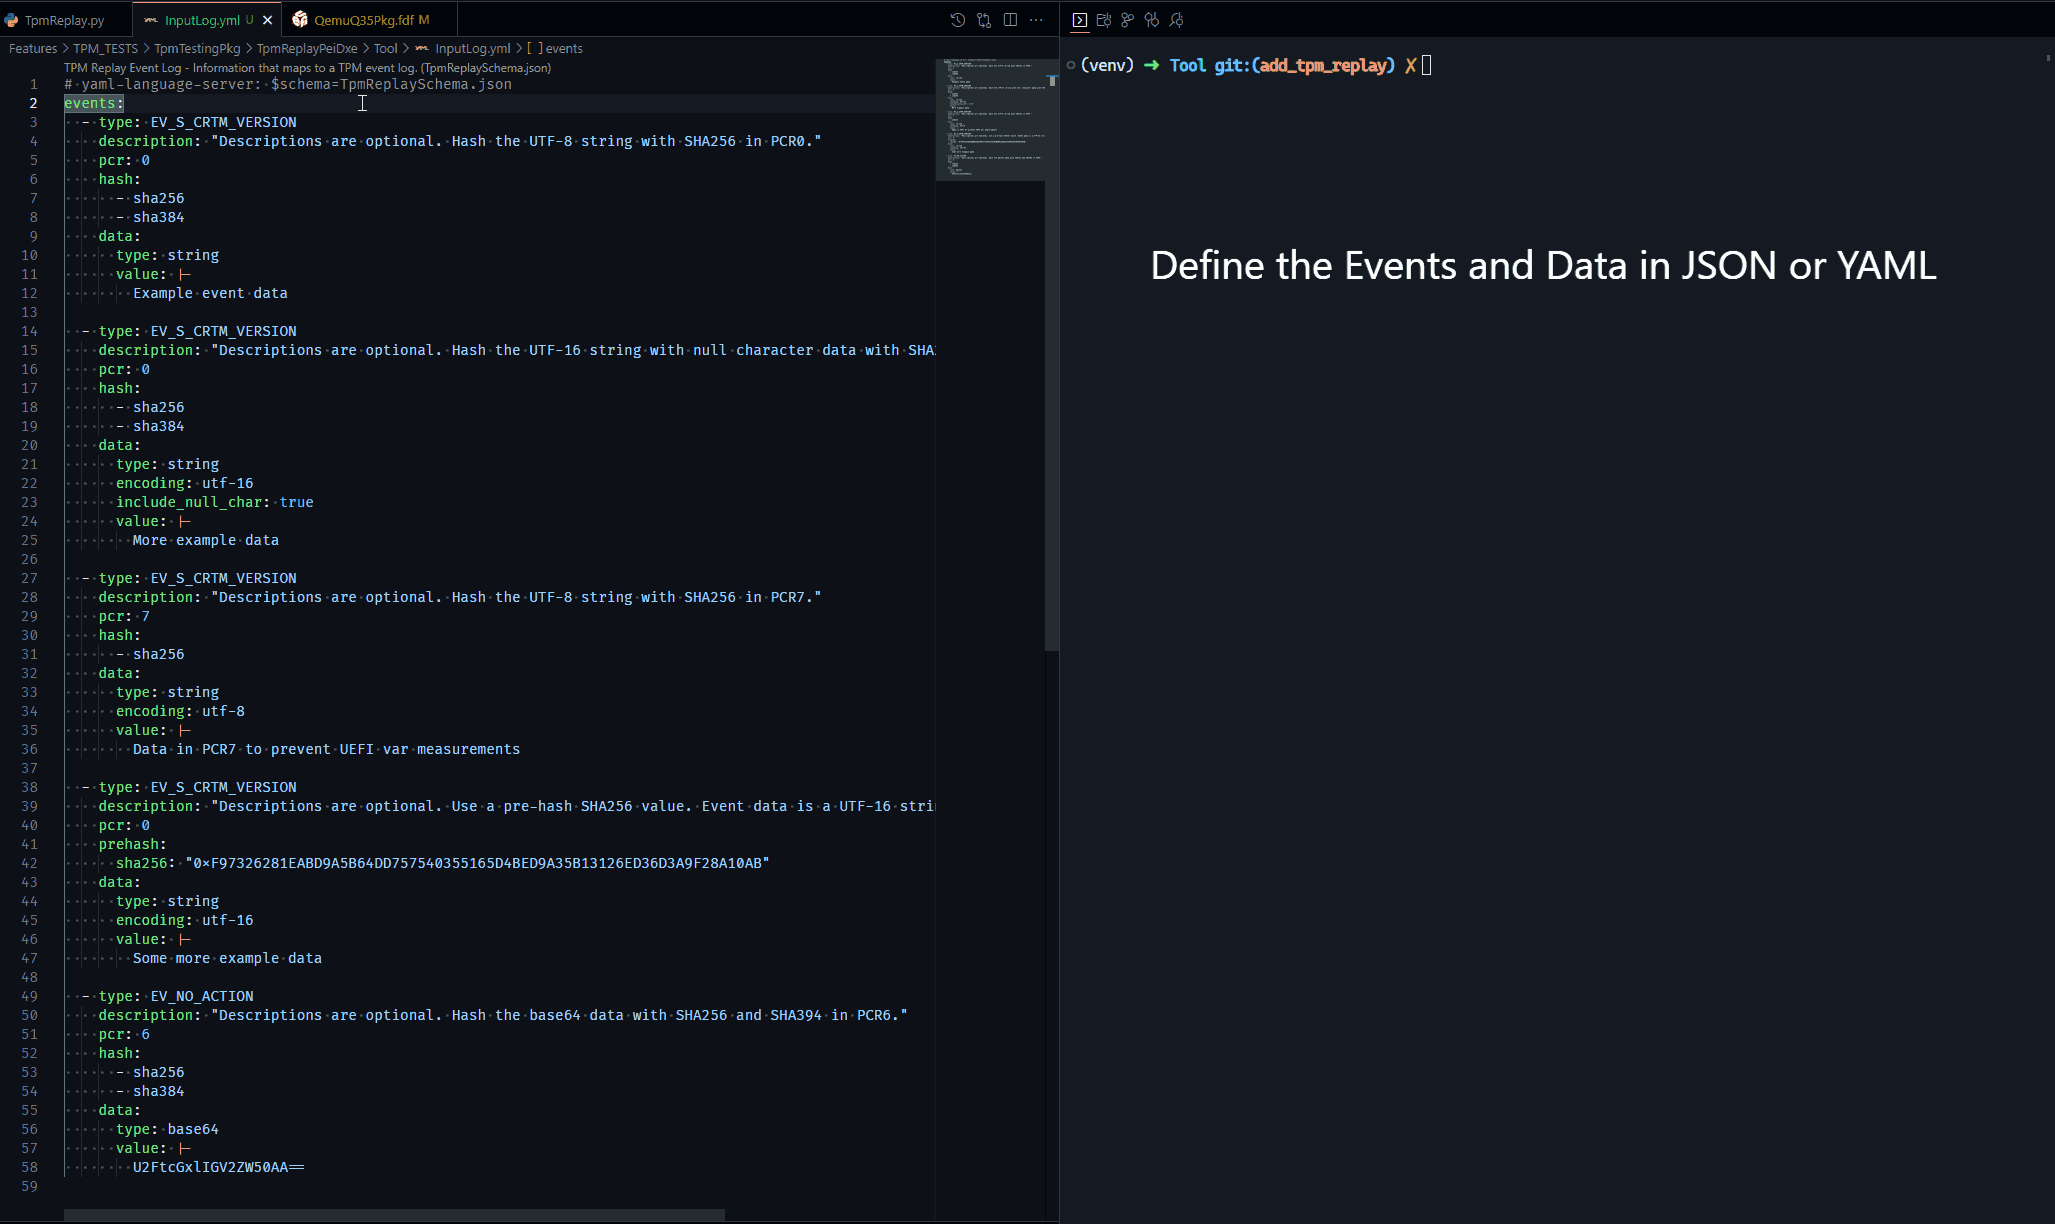 TpmReplay.py
InputLog.yml U
QemuQ35Pkg.fdf M
Features > TPM_TESTS > TpmTestingPkg > TpmReplayPeiDxe > Tool > InputLog.yml > [ ] events
TPM Replay Event Log - Information that maps to a TPM event log. (TpmReplaySchema.json)
1 # yaml-language-server: $schema=TpmReplaySchema.json
2 events:
3 - type: EV_S_CRTM_VERSION
4 description: "Descriptions are optional. Hash the UTF-8 string with SHA256 in PCR0."
5 pcr: 0
6 hash:
7 - sha256
8 - sha384
9 data:
10 type: string
11 value: |-
12 Example event data
13
14 - type: EV_S_CRTM_VERSION
15 description: "Descriptions are optional. Hash the UTF-16 string with null character data with SHA
16 pcr: 0
17 hash:
18 - sha256
19 - sha384
20 data:
21 type: string
22 encoding: utf-16
23 include_null_char: true
24 value: |-
25 More example data
26
27 - type: EV_S_CRTM_VERSION
28 description: "Descriptions are optional. Hash the UTF-8 string with SHA256 in PCR7."
29 pcr: 7
30 hash:
31 - sha256
32 data:
33 type: string
34 encoding: utf-8
35 value: |-
36 Data in PCR7 to prevent UEFI var measurements
37
38 - type: EV_S_CRTM_VERSION
39 description: "Descriptions are optional. Use a pre-hash SHA256 value. Event data is a UTF-16 stri
40 pcr: 0
41 prehash:
42 sha256: "0xF97326281EABD9A5B64DD757540355165D4BED9A35B13126ED36D3A9F28A10AB"
43 data:
44 type: string
45 encoding: utf-16
46 value: |-
47 Some more example data
48
49 - type: EV_NO_ACTION
50 description: "Descriptions are optional. Hash the base64 data with SHA256 and SHA394 in PCR6."
51 pcr: 6
52 hash:
53 - sha256
54 - sha384
55 data:
56 type: base64
57 value: |-
58 U2FtcGxlIGV2ZW50AA==
59
(venv) → Tool git:(add_tpm_replay) ✗
Define the Events and Data in JSON or YAML